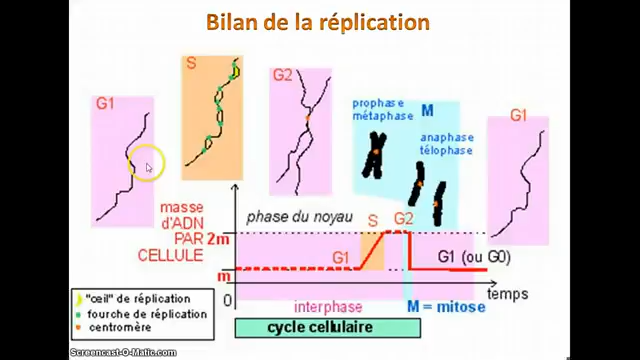 Bilan de la réplication
G1
S
G2
prophase
métaphase
M
anaphase
télophase
G1
masse
d'ADN
PAR
CELLULE
2m
m
0
phase du noyau
G1
S
G2
G1 (ou G0)
temps
interphase
M = mitose
cycle cellulaire
"œil" de réplication
fourche de réplication
centromère
Screencast-O-Matic.com